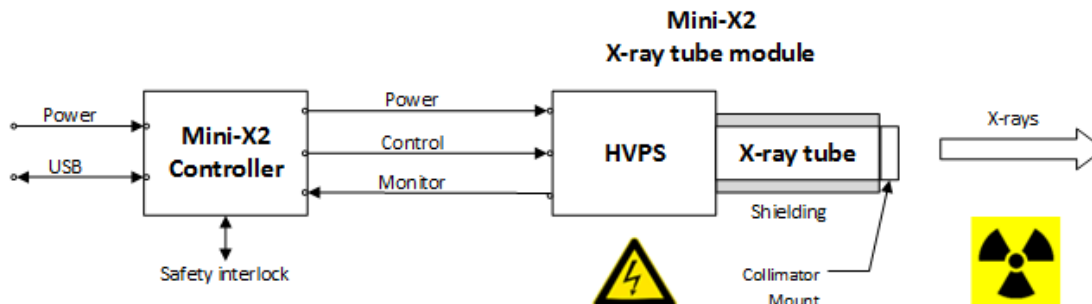 Mini-X2
X-ray tube module
Power
USB
Mini-X2
Controller
Safety interlock
Power
Control
Monitor
HVPS
X-ray tube
Shielding
Collimator
Mount
X-rays